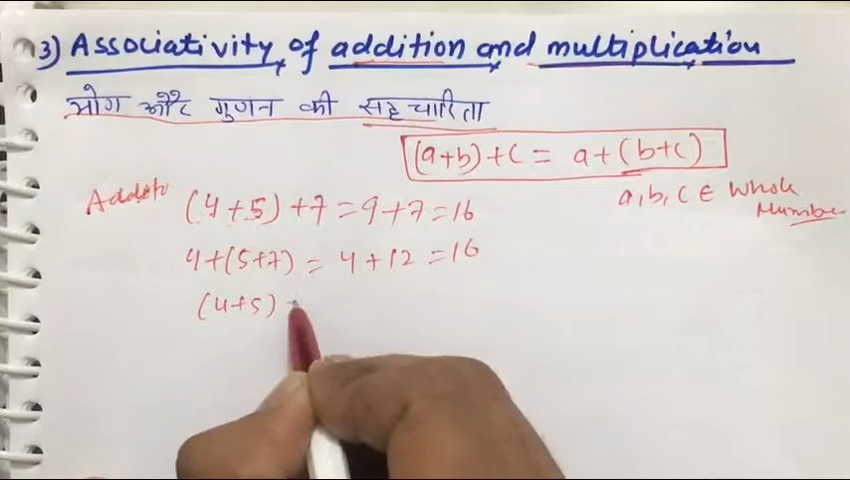 3) Associativity of addition and multiplication
योग और गुणन की सहचारिता
(a+b)+c = a+(b+c)
a,b,c ∈ Whole Number
(4+5)+7=9+7=16
4+(5+7) = 4+12=16
(4+5)